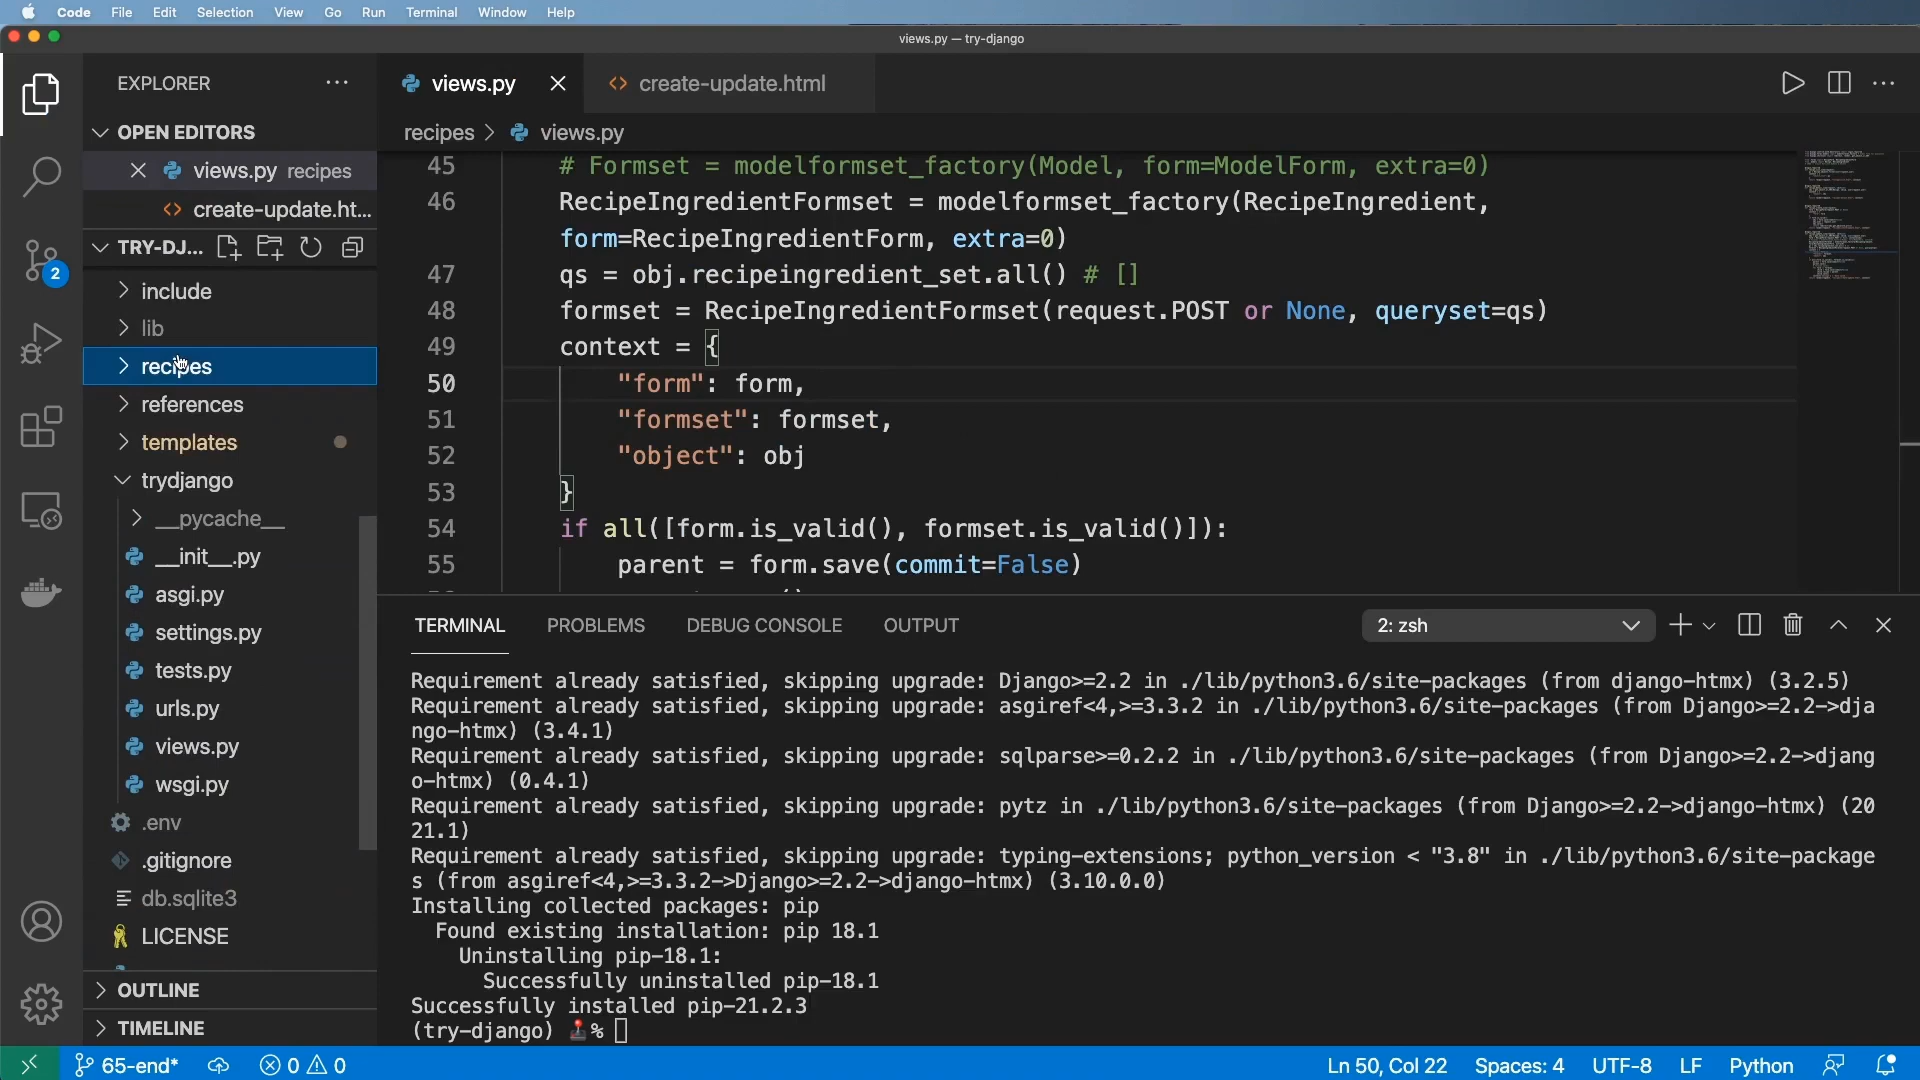 Code File Edit Selection View Go Run Terminal Window Help
views.py — try-django
EXPLORER
views.py
create-update.html
OPEN EDITORS
recipes > views.py
views.py recipes
create-update.ht...
TRY-DJ...
include
lib
recipes
references
templates
trydjango
__pycache__
__init__.py
asgi.py
settings.py
tests.py
urls.py
views.py
wsgi.py
.env
.gitignore
db.sqlite3
LICENSE
OUTLINE
TIMELINE
45 # Formset = modelformset_factory(Model, form=ModelForm, extra=0)
46 RecipeIngredientFormset = modelformset_factory(RecipeIngredient,
form=RecipeIngredientForm, extra=0)
47 qs = obj.recipeingredient_set.all() # []
48 formset = RecipeIngredientFormset(request.POST or None, queryset=qs)
49 context = {
50 "form": form,
51 "formset": formset,
52 "object": obj
53 }
54 if all([form.is_valid(), formset.is_valid()]):
55 parent = form.save(commit=False)
TERMINAL PROBLEMS DEBUG CONSOLE OUTPUT
2: zsh
Requirement already satisfied, skipping upgrade: Django>=2.2 in ./lib/python3.6/site-packages (from django-htmx) (3.2.5)
Requirement already satisfied, skipping upgrade: asgiref<4,>=3.3.2 in ./lib/python3.6/site-packages (from Django>=2.2->dja
ngo-htmx) (3.4.1)
Requirement already satisfied, skipping upgrade: sqlparse>=0.2.2 in ./lib/python3.6/site-packages (from Django>=2.2->djang
o-htmx) (0.4.1)
Requirement already satisfied, skipping upgrade: pytz in ./lib/python3.6/site-packages (from Django>=2.2->django-htmx) (20
21.1)
Requirement already satisfied, skipping upgrade: typing-extensions; python_version < "3.8" in ./lib/python3.6/site-package
s (from asgiref<4,>=3.3.2->Django>=2.2->django-htmx) (3.10.0.0)
Installing collected packages: pip
Found existing installation: pip 18.1
Uninstalling pip-18.1:
Successfully uninstalled pip-18.1
Successfully installed pip-21.2.3
(try-django) 🕹% 
2
65-end* 0 0
Ln 50, Col 22 Spaces: 4 UTF-8 LF Python